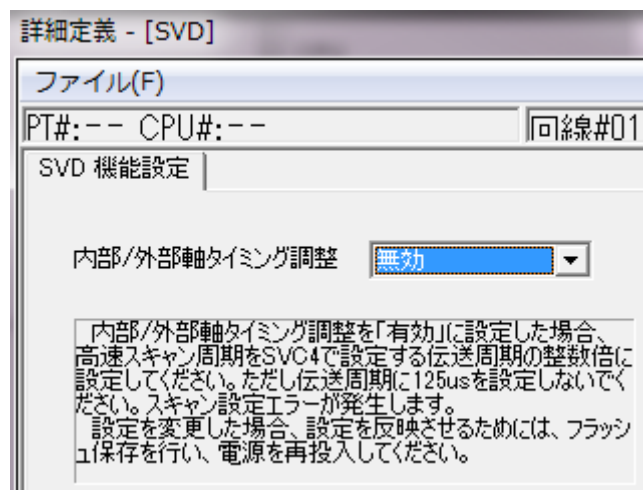 詳細定義 - [SVD]
ファイル(F)
PT#:-- CPU#:-- 回線#01
SVD 機能設定
内部/外部軸タイミング調整 無効
内部/外部軸タイミング調整を「有効」に設定した場合、
高速スキャン周期をSVC4で設定する伝送周期の整数倍に
設定してください。ただし伝送周期に125usを設定しないでく
ださい。スキャン設定エラーが発生します。
設定を変更した場合、設定を反映させるためには、フラッシ
ュ保存を行い、電源を再投入してください。